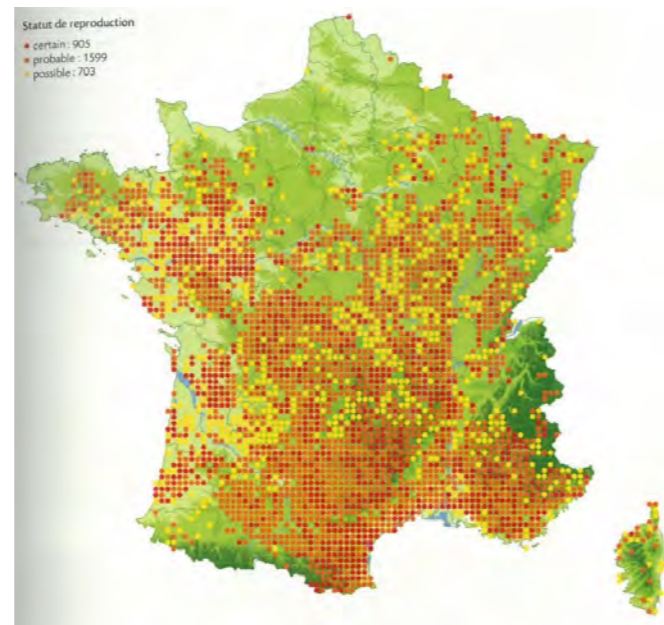 Statut de reproduction
certain : 905
probable : 1599
possible : 703